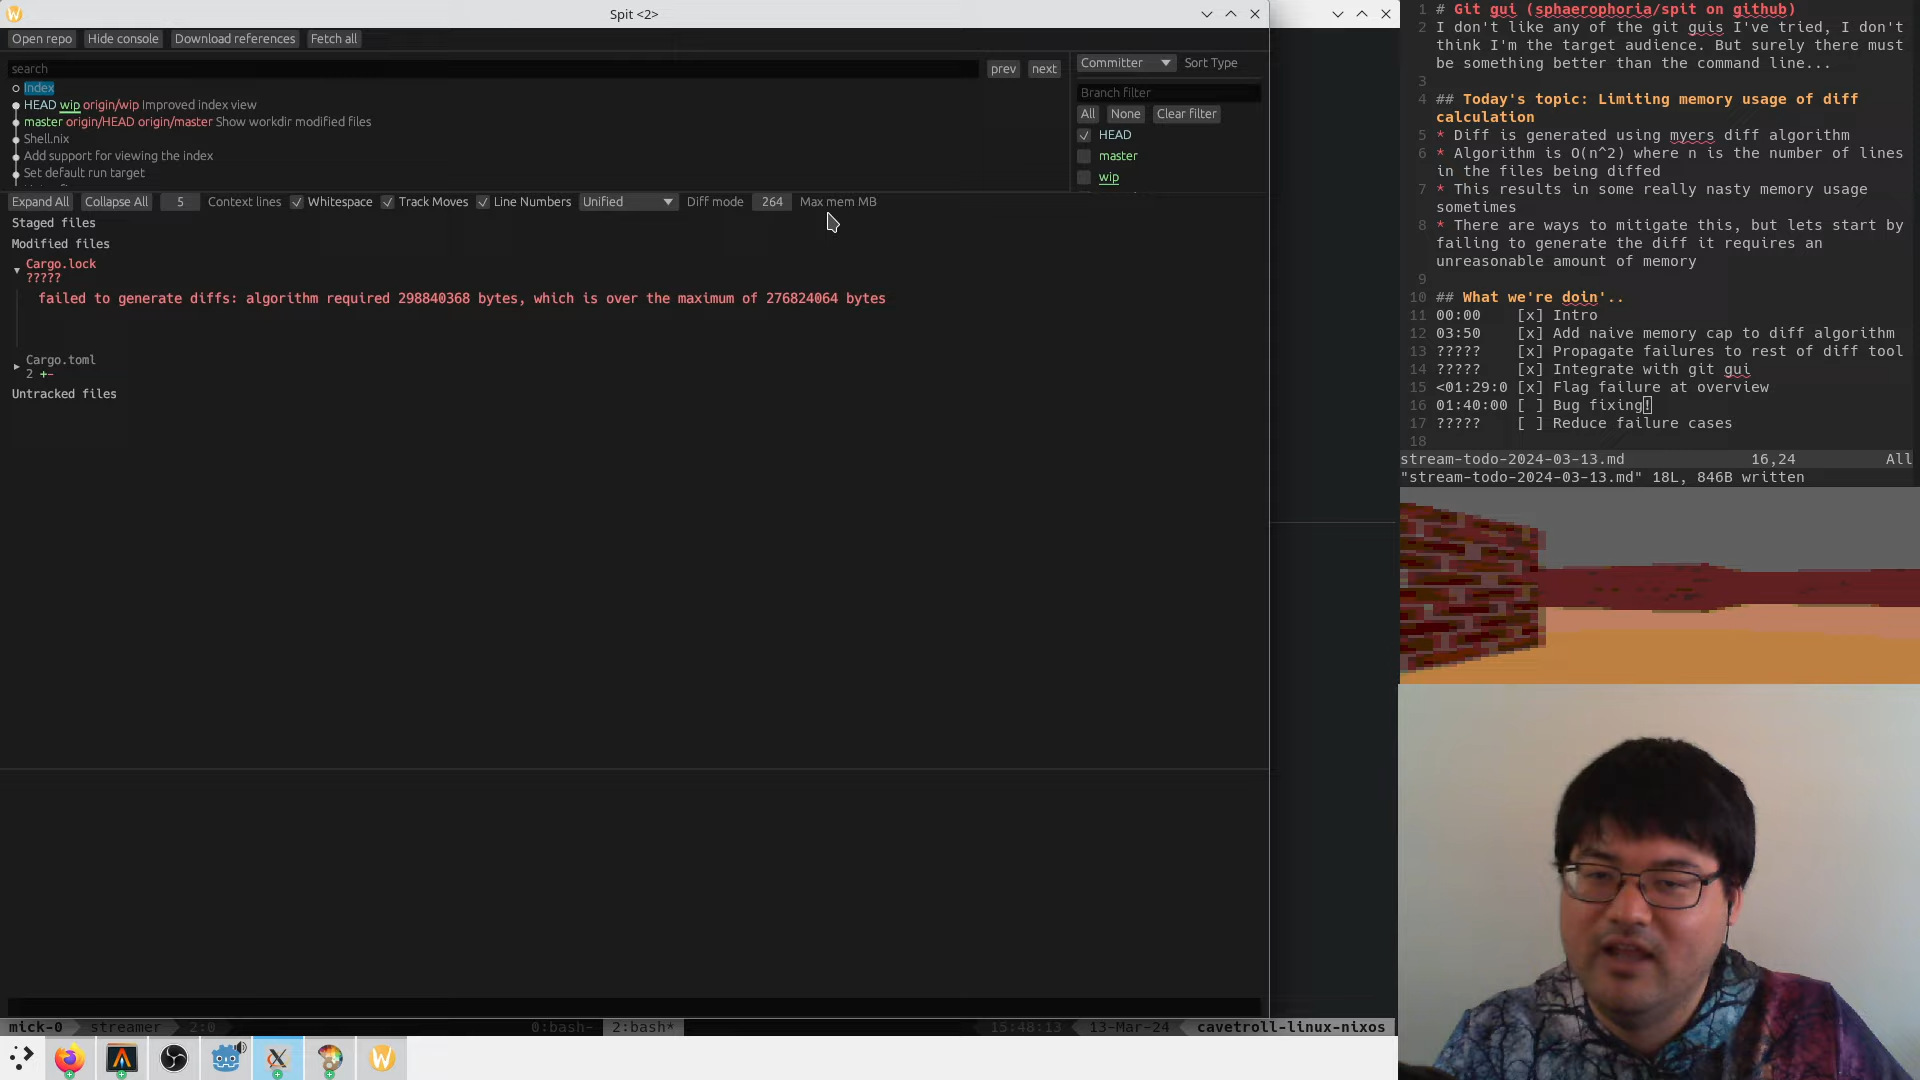 Spit <2>
Open repo Hide console Download references Fetch all
search prev next
Index
HEAD wip origin/wip Improved index view
master origin/HEAD origin/master Show workdir modified files
Shell.nix
Add support for viewing the index
Set default run target
Committer Sort Type
Branch filter
All None Clear filter
HEAD
master
wip
Expand All Collapse All 5 Context lines Whitespace Track Moves Line Numbers Unified Diff mode 264 Max mem MB
Staged files
Modified files
Cargo.lock
?????
failed to generate diffs: algorithm required 298840368 bytes, which is over the maximum of 276824064 bytes
Cargo.toml
2 +-
Untracked files
mick-0 streamer 2:0 0:bash- 2:bash* 15:48:13 13-Mar-24 cavetroll-linux-nixos
1 # Git gui (sphaerophoria/spit on github)
2 I don't like any of the git guis I've tried, I don't
think I'm the target audience. But surely there must
be something better than the command line...
3
4 ## Today's topic: Limiting memory usage of diff
calculation
5 * Diff is generated using myers diff algorithm
6 * Algorithm is O(n^2) where n is the number of lines
in the files being diffed
7 * This results in some really nasty memory usage
sometimes
8 * There are ways to mitigate this, but lets start by
failing to generate the diff it requires an
unreasonable amount of memory
9
10 ## What we're doin'..
11 00:00 [x] Intro
12 03:50 [x] Add naive memory cap to diff algorithm
13 ????? [x] Propagate failures to rest of diff tool
14 ????? [x] Integrate with git gui
15 <01:29:0 [x] Flag failure at overview
16 01:40:00 [ ] Bug fixing!
17 ????? [ ] Reduce failure cases
18
stream-todo-2024-03-13.md 16,24 All
"stream-todo-2024-03-13.md" 18L, 846B written